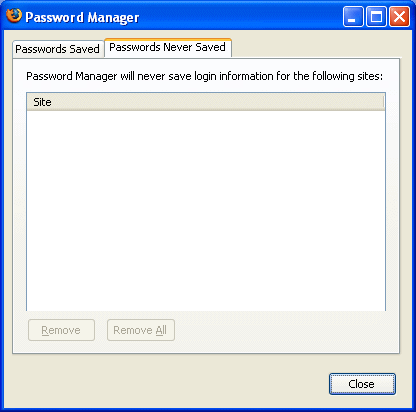 Password Manager
Passwords Saved
Passwords Never Saved
Password Manager will never save login information for the following sites:
Site
Remove
Remove All
Close